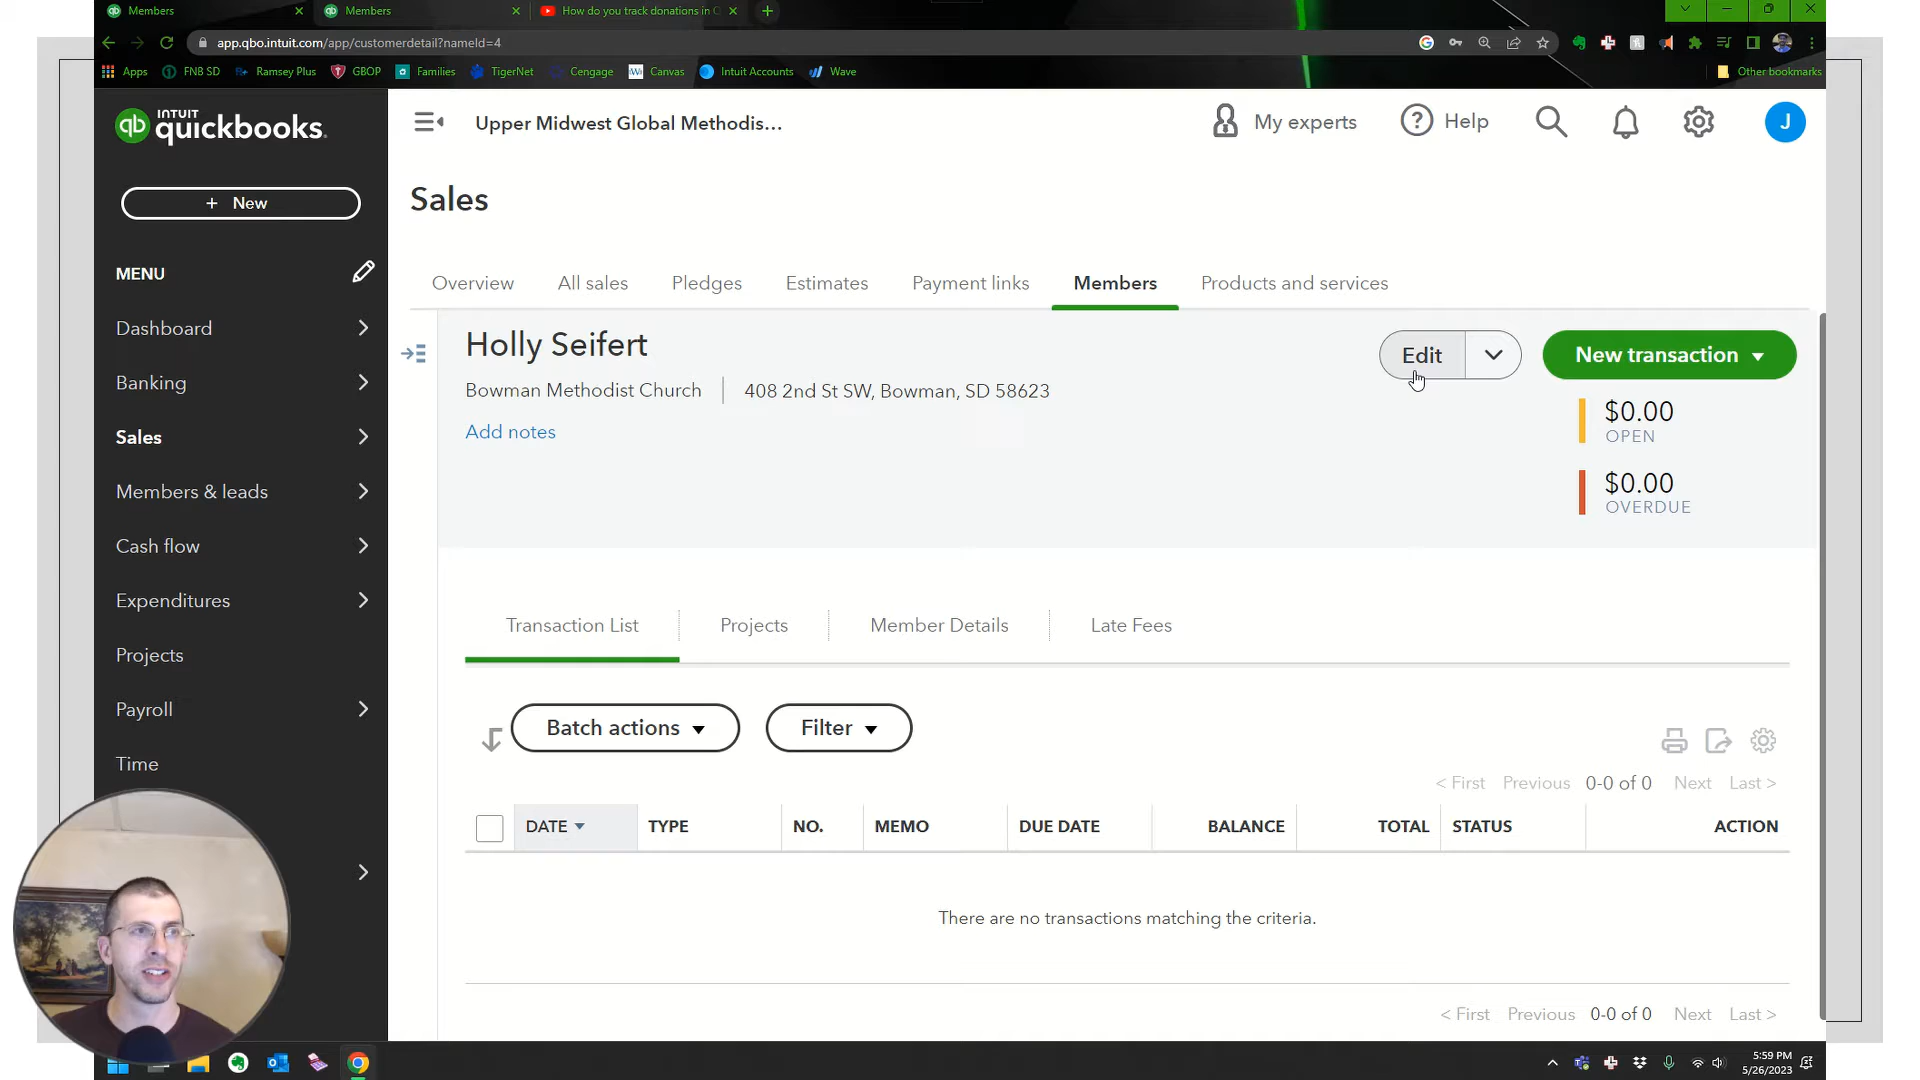 Members
Members
How do you track donations in
app.qbo.intuit.com/app/customerdetail?nameId=4
Apps
FNB SD
Ramsey Plus
GBOP
Families
TigerNet
Cengage
Canvas
Intuit Accounts
Wave
Other bookmarks
INTUIT
quickbooks.
Upper Midwest Global Methodis...
My experts
Help
J
+ New
Sales
MENU
Overview
All sales
Pledges
Estimates
Payment links
Members
Products and services
Dashboard
Banking
Sales
Members & leads
Cash flow
Expenditures
Projects
Payroll
Time
Holly Seifert
Edit
New transaction
Bowman Methodist Church
408 2nd St SW, Bowman, SD 58623
Add notes
$0.00
OPEN
$0.00
OVERDUE
Transaction List
Projects
Member Details
Late Fees
Batch actions
Filter
< First Previous 0-0 of 0 Next Last >
DATE TYPE NO. MEMO DUE DATE BALANCE TOTAL STATUS ACTION
There are no transactions matching the criteria.
< First Previous 0-0 of 0 Next Last >
5:59 PM
5/26/2023